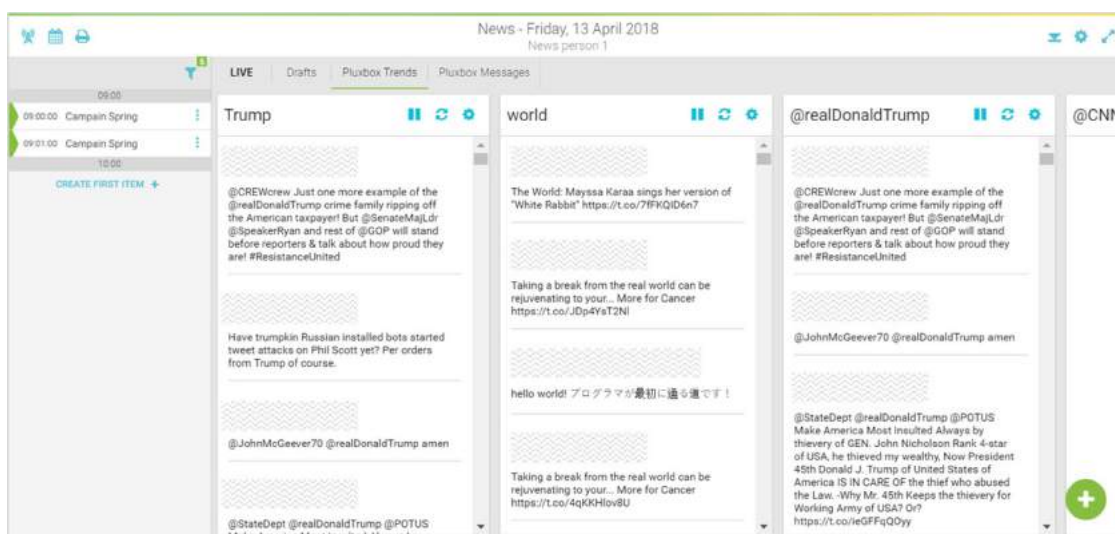 News - Friday, 13 April 2018
News person 1
5
LIVE
Drafts
Pluxbox Trends
Pluxbox Messages
09:00
09:00:00 Campain Spring
09:01:00 Campain Spring
10:00
CREATE FIRST ITEM +
Trump
@CREWcrew Just one more example of the
@realDonaldTrump crime family ripping off
the American taxpayer! But @SenateMajLdr
@SpeakerRyan and rest of @GOP will stand
before reporters & talk about how proud they
are! #ResistanceUnited
Have trumpkin Russian installed bots started
tweet attacks on Phil Scott yet? Per orders
from Trump of course.
@JohnMcGeever70 @realDonaldTrump amen
@StateDept @realDonaldTrump @POTUS
world
The World: Mayssa Karaa sings her version of
"White Rabbit" https://t.co/7fFKQID6n7
Taking a break from the real world can be
rejuvenating to your... More for Cancer
https://t.co/JDp4YsT2Nl
hello world! プログラマが最初に通る道です！
Taking a break from the real world can be
rejuvenating to your... More for Cancer
https://t.co/4qKKHlov8U
@realDonaldTrump
@CREWcrew Just one more example of the
@realDonaldTrump crime family ripping off
the American taxpayer! But @SenateMajLdr
@SpeakerRyan and rest of @GOP will stand
before reporters & talk about how proud they
are! #ResistanceUnited
@JohnMcGeever70 @realDonaldTrump amen
@StateDept @realDonaldTrump @POTUS
Make America Most Insulted Always by
thievery of GEN. John Nicholson Rank 4-star
of USA, he thieved my wealthy, Now President
45th Donald J. Trump of United States of
America IS IN CARE OF the thief who abused
the Law. -Why Mr. 45th Keeps the thievery for
Working Army of USA? Or?
https://t.co/ieGFFqQOyy
@CNN